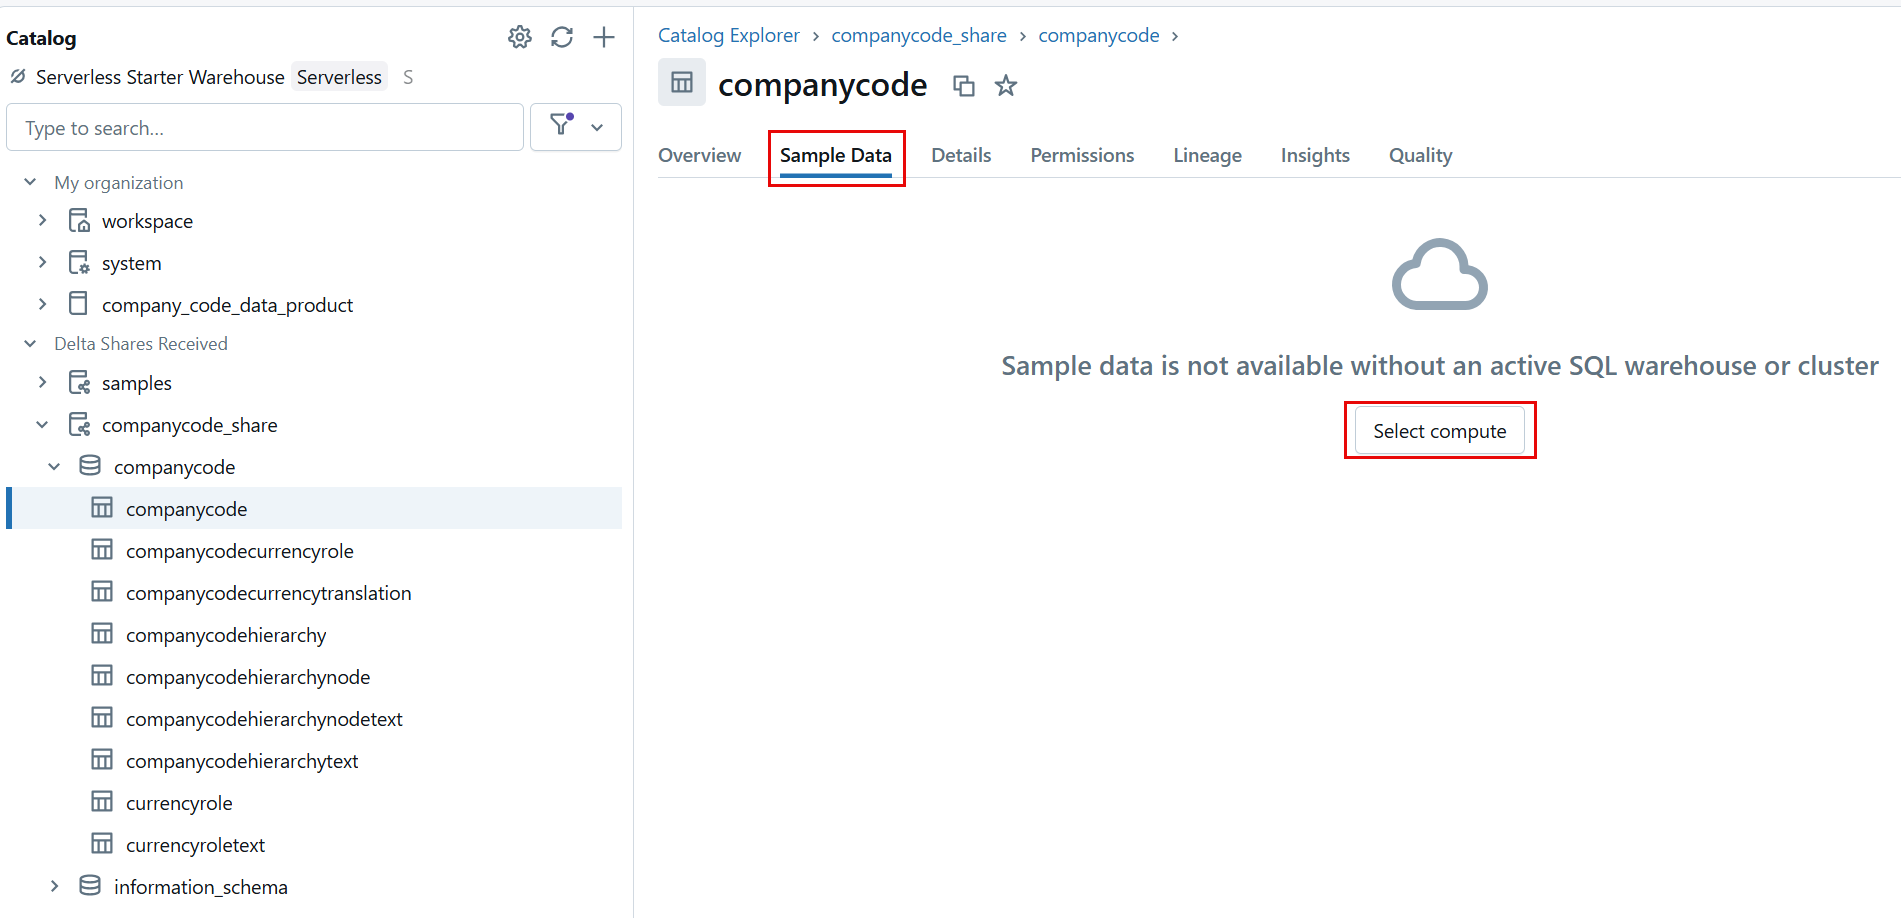 Catalog
Serverless Starter Warehouse Serverless S
Type to search...
My organization
workspace
system
company_code_data_product
Delta Shares Received
samples
companycode_share
companycode
companycode
companycodecurrencyrole
companycodecurrencytranslation
companycodehierarchy
companycodehierarchynode
companycodehierarchynodetext
companycodehierarchytext
currencyrole
currencyroletext
information_schema
Catalog Explorer › companycode_share › companycode ›
companycode
Overview Sample Data Details Permissions Lineage Insights Quality
Sample data is not available without an active SQL warehouse or cluster
Select compute